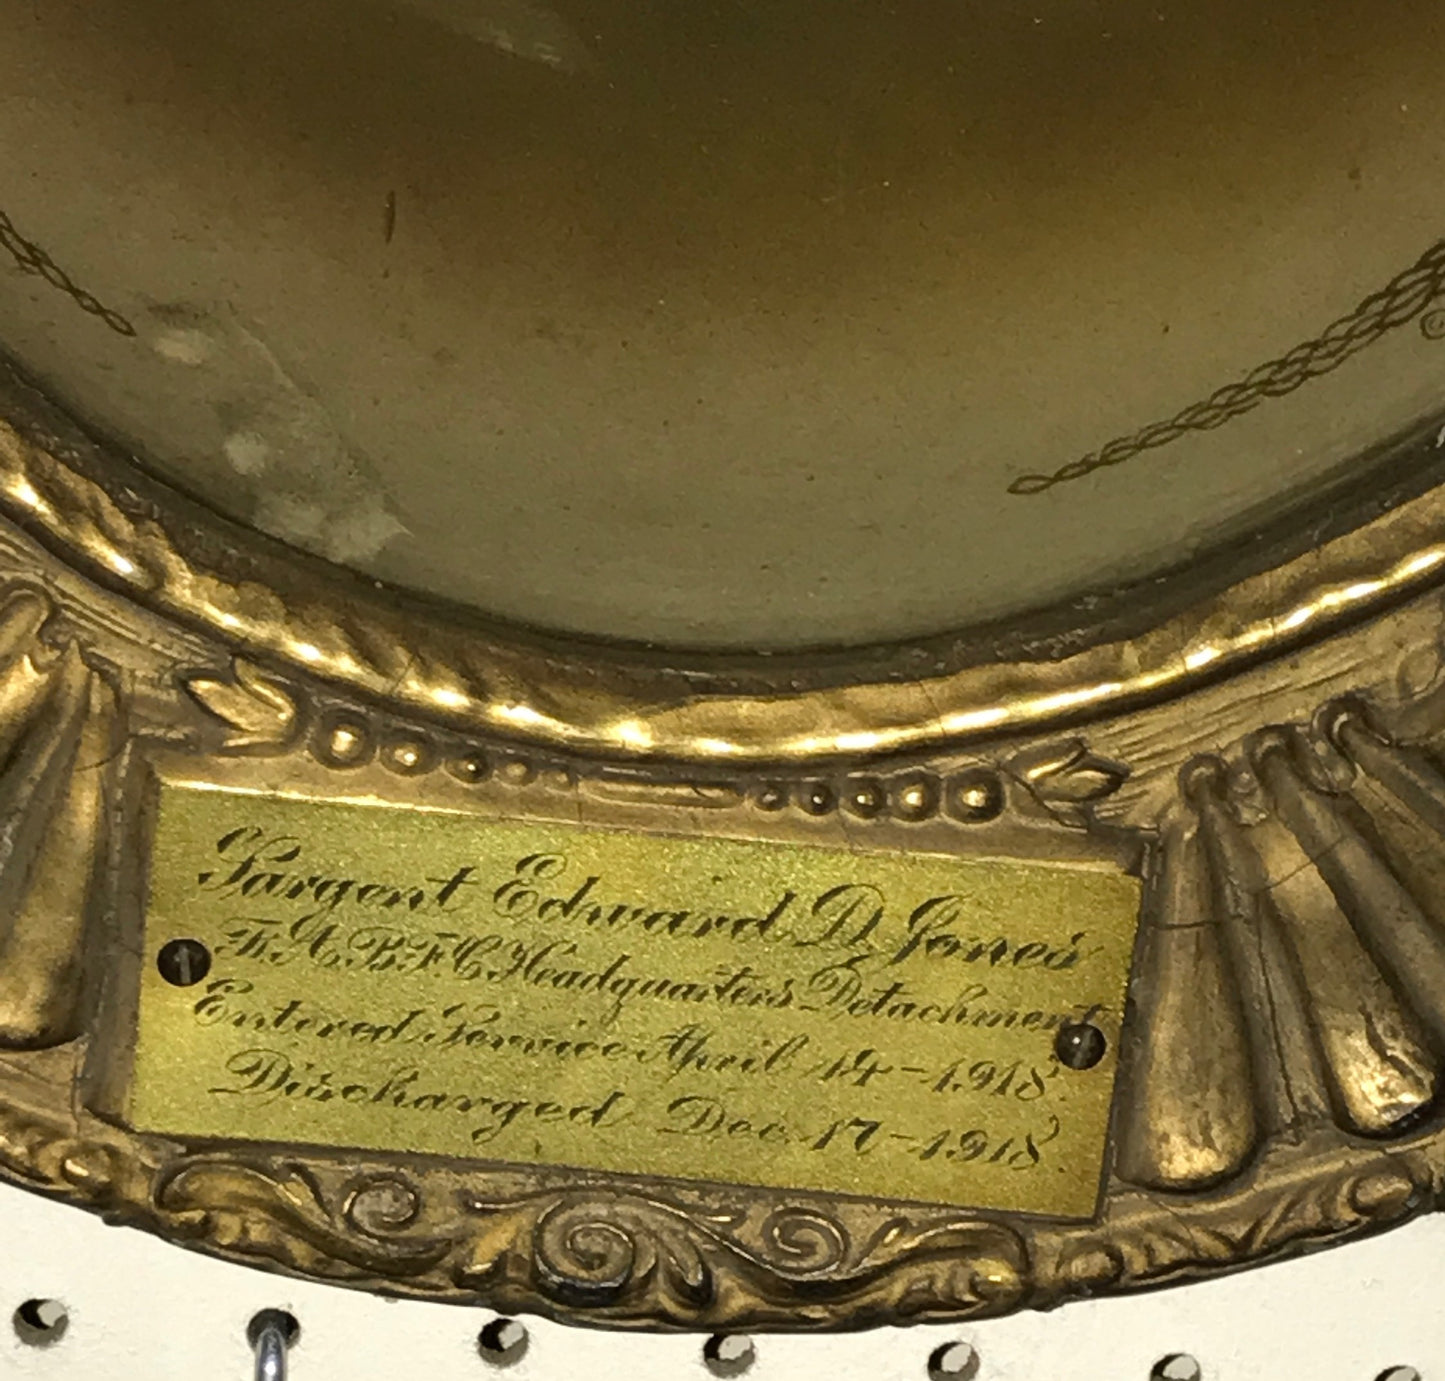 Sargent Edward D. Jones
F. A. B. F. C. Headquarters Detachment
Entered Service April 14-1918.
Discharged Dec. 17-1918.